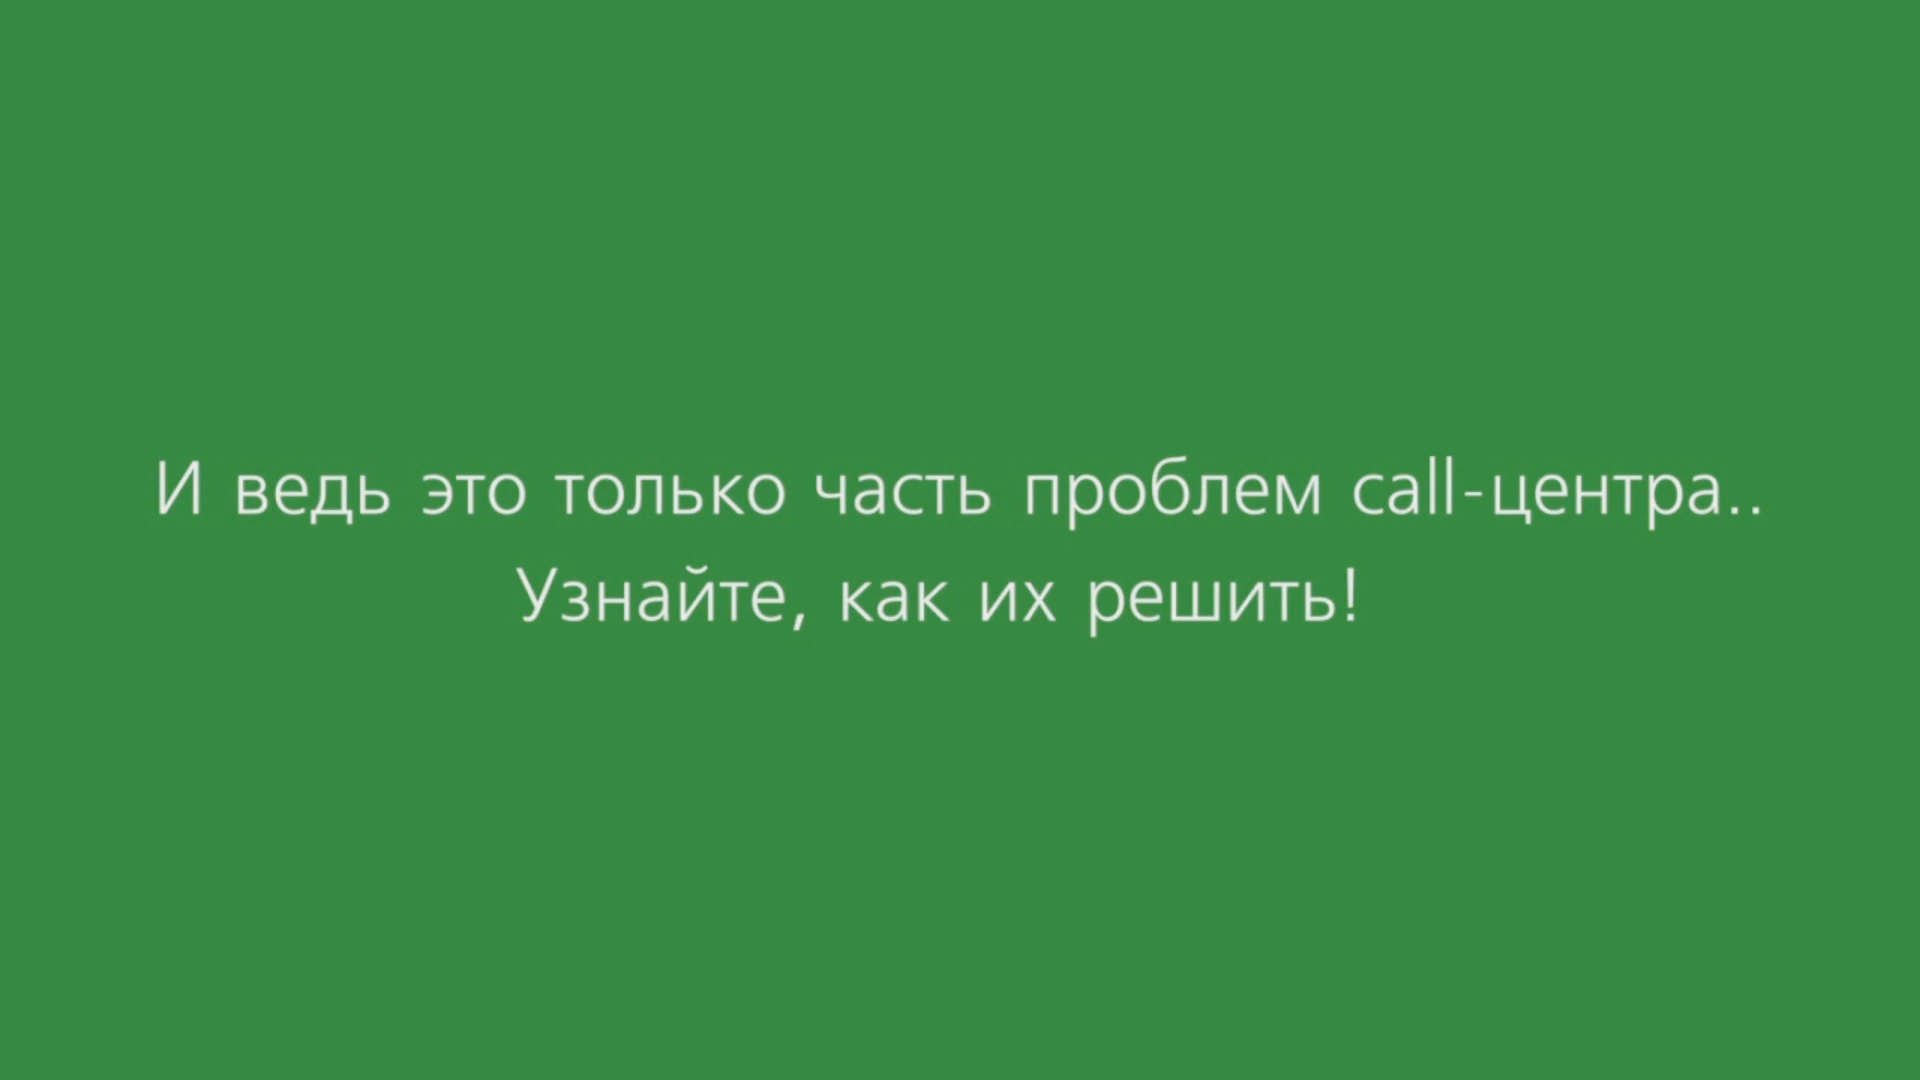 И ведь это только часть проблем call-центра..
Узнайте, как их решить!